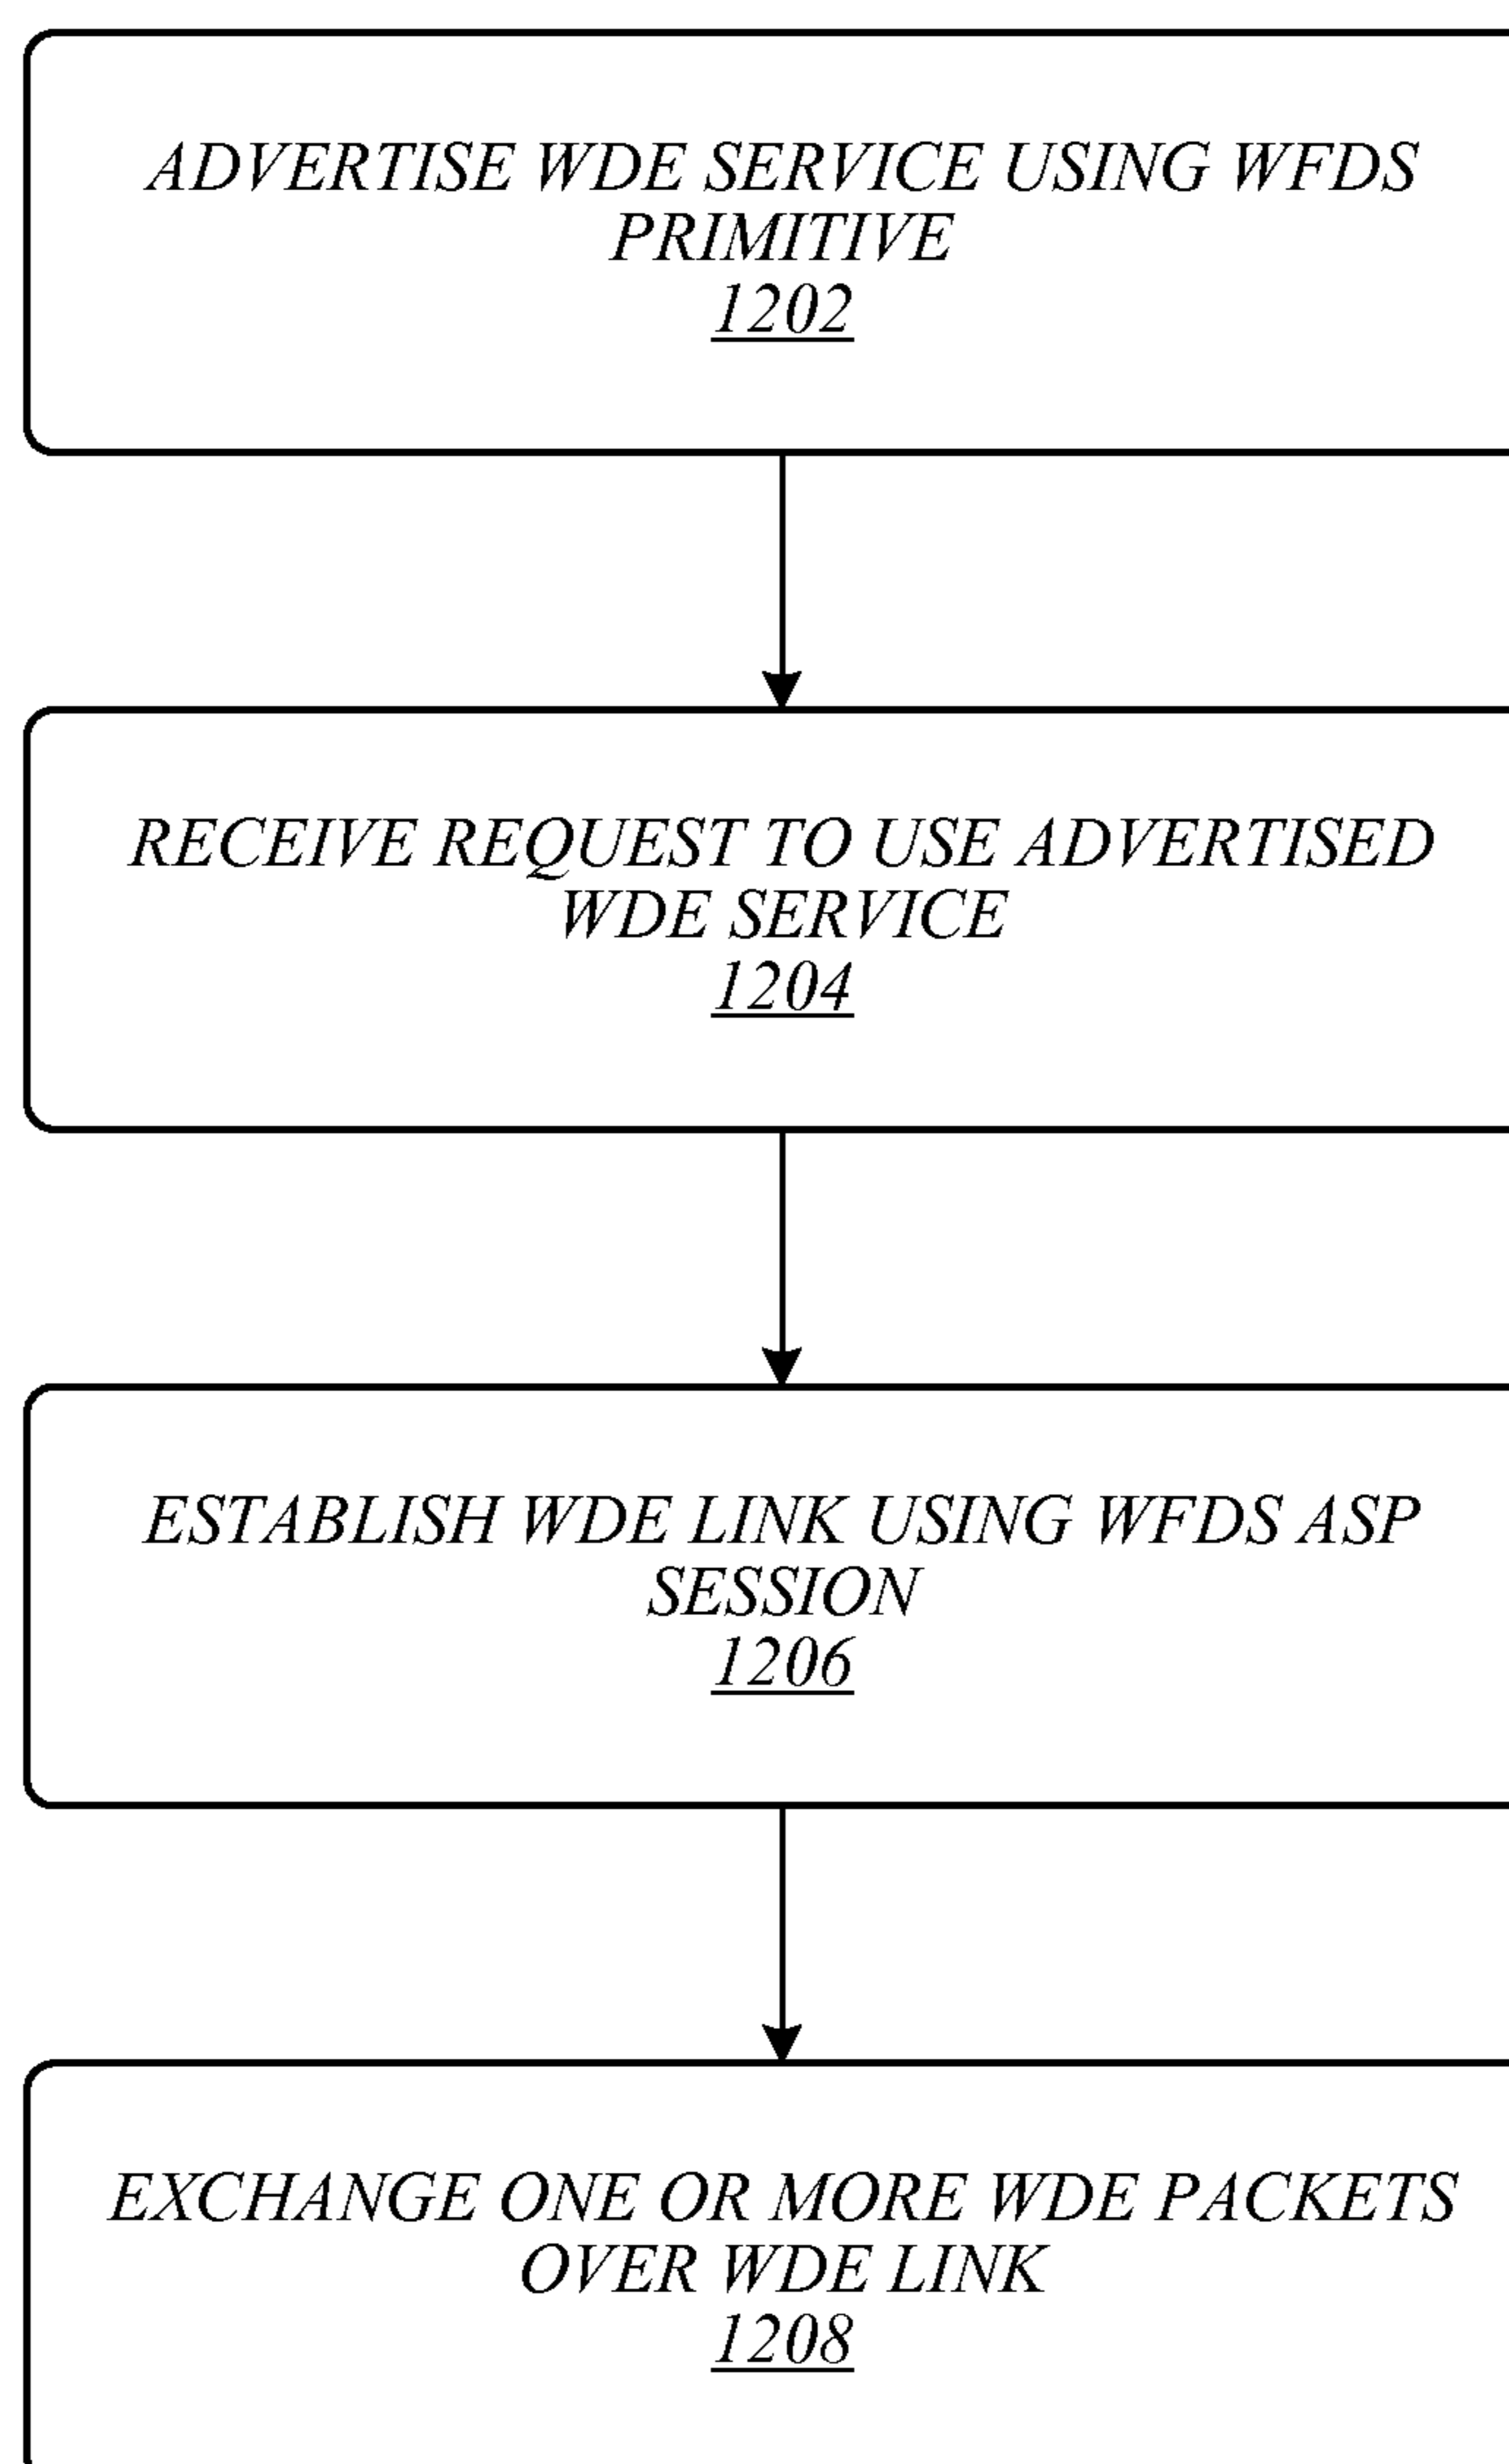 ADVERTISE WDE SERVICE USING WFDS
PRIMITIVE
1202
RECEIVE REQUEST TO USE ADVERTISED
WDE SERVICE
1204
ESTABLISH WDE LINK USING WFDS ASP
SESSION
1206
EXCHANGE ONE OR MORE WDE PACKETS
OVER WDE LINK
1208